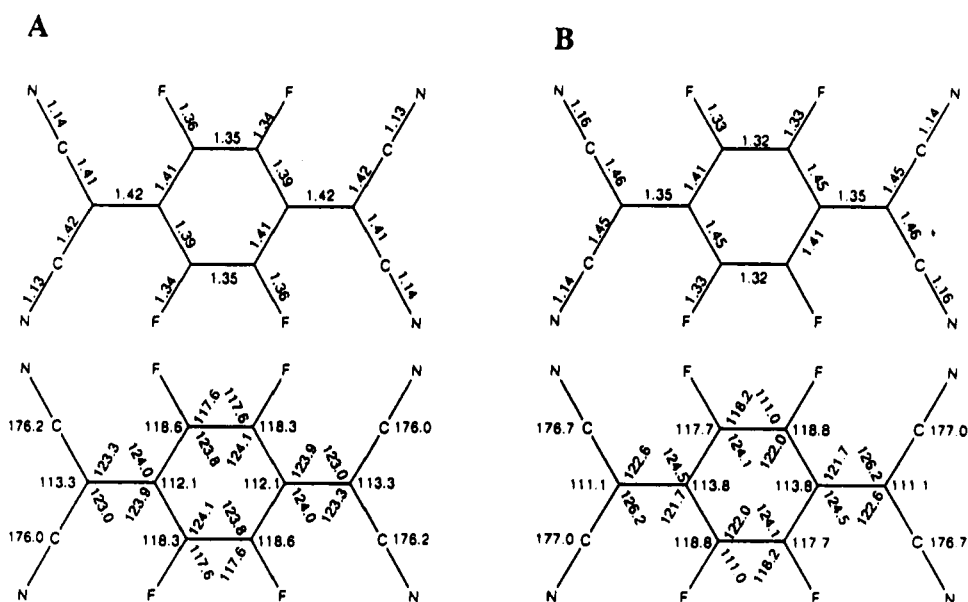 A B
N F F N N F F N
1.14 1.36 1.34 1.13 1.16 1.33 1.33 1.14
C 1.35 C C 1.32 C
1.41 1.41 1.39 1.42 1.46 1.41 1.45 1.45
1.42 1.42 1.35 1.35
1.42 1.39 1.41 1.41 1.45 1.45 1.41 1.46
C C C C
1.13 1.34 1.35 1.36 1.14 1.14 1.33 1.32 1.16
N F F N N F F N
N F F N N F F N
117.6 117.6 118.2 111.0
176.2 C 118.6 118.3 C 176.0 176.7 C 117.7 118.8 C 177.0
123.3 124.0 123.8 124.1 123.9 123.0 122.6 124.5 124.1 122.0 121.7 126.2
113.3 112.1 112.1 113.3 111.1 113.8 113.8 111.1
123.0 123.9 124.1 123.8 124.0 123.3 126.2 121.7 122.0 124.1 124.5 122.6
176.0 C 118.3 118.6 C 176.2 177.0 C 118.8 117.7 C 176.7
117.6 117.6 111.0 118.2
N F F N N F F N